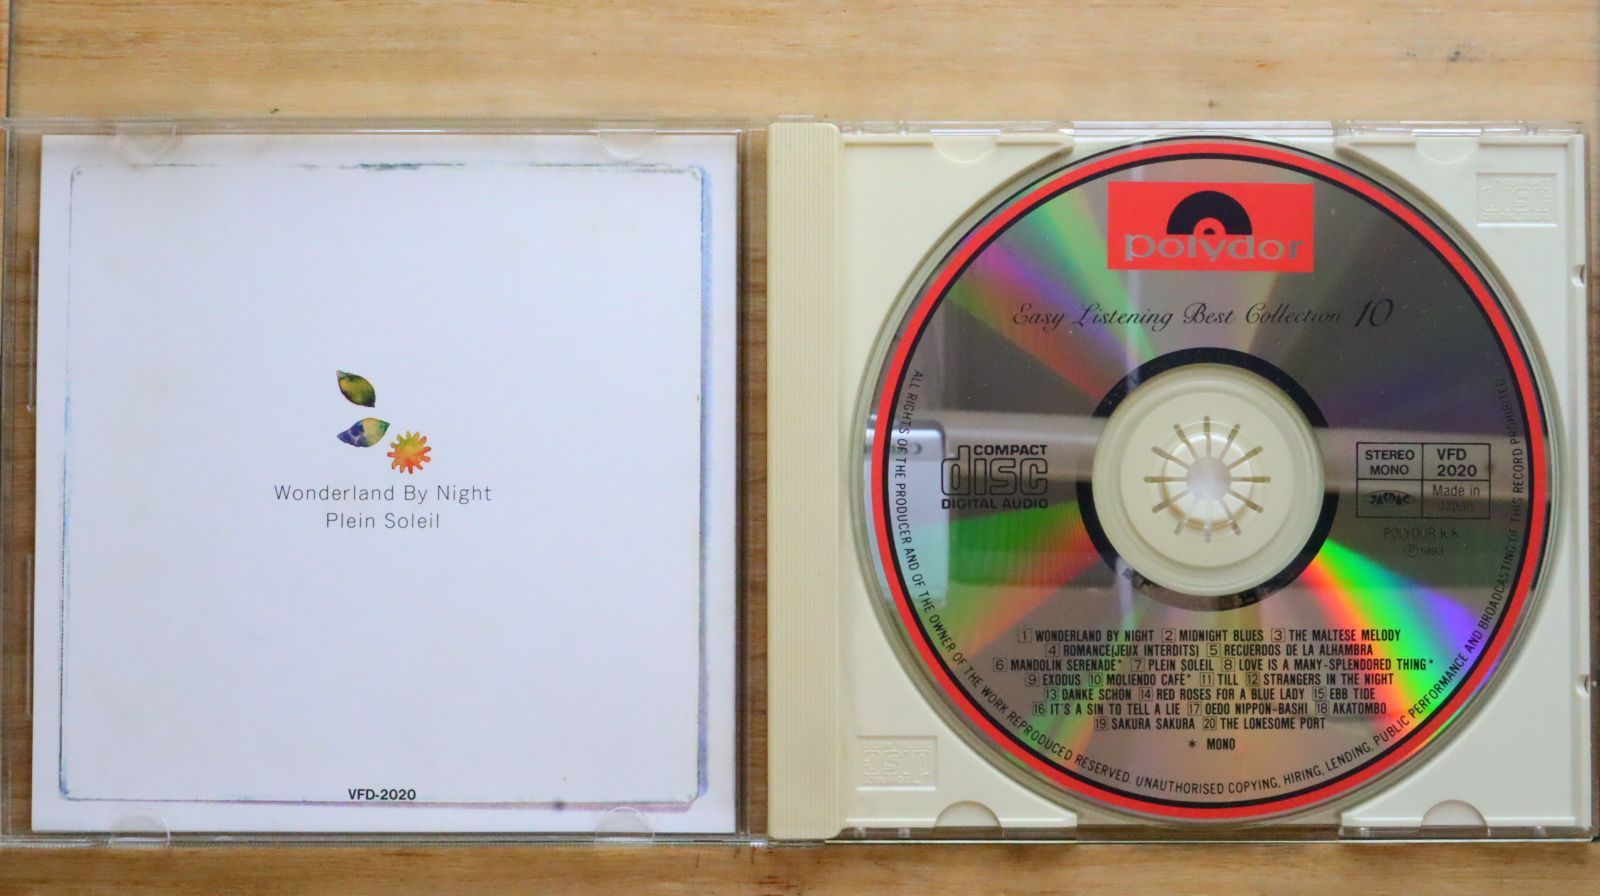 Wonderland By Night
Plein Soleil
VFD-2020
polydor
Easy Listening Best Collection 10
COMPACT
disc
DIGITAL AUDIO
STEREO
MONO
VFD
2020
JASRAC
Made in
Japan
POLYDOR K.K.
Ⓟ1993
1 WONDERLAND BY NIGHT 2 MIDNIGHT BLUES 3 THE MALTESE MELODY
4 ROMANCE(JEUX INTERDITS) 5 RECUERDOS DE LA ALHAMBRA
6 MANDOLIN SERENADE* 7 PLEIN SOLEIL 8 LOVE IS A MANY-SPLENDORED THING*
9 EXODUS 10 MOLIENDO CAFÉ* 11 TILL 12 STRANGERS IN THE NIGHT
13 DANKE SCHÖN 14 RED ROSES FOR A BLUE LADY 15 EBB TIDE
16 IT'S A SIN TO TELL A LIE 17 OEDO NIPPON-BASHI 18 AKATOMBO
19 SAKURA SAKURA 20 THE LONESOME PORT
* MONO
ALL RIGHTS OF THE PRODUCER AND OF THE OWNER OF THE WORK REPRODUCED RESERVED. UNAUTHORISED COPYING, HIRING, LENDING, PUBLIC PERFORMANCE AND BROADCASTING OF THIS RECORD PROHIBITED